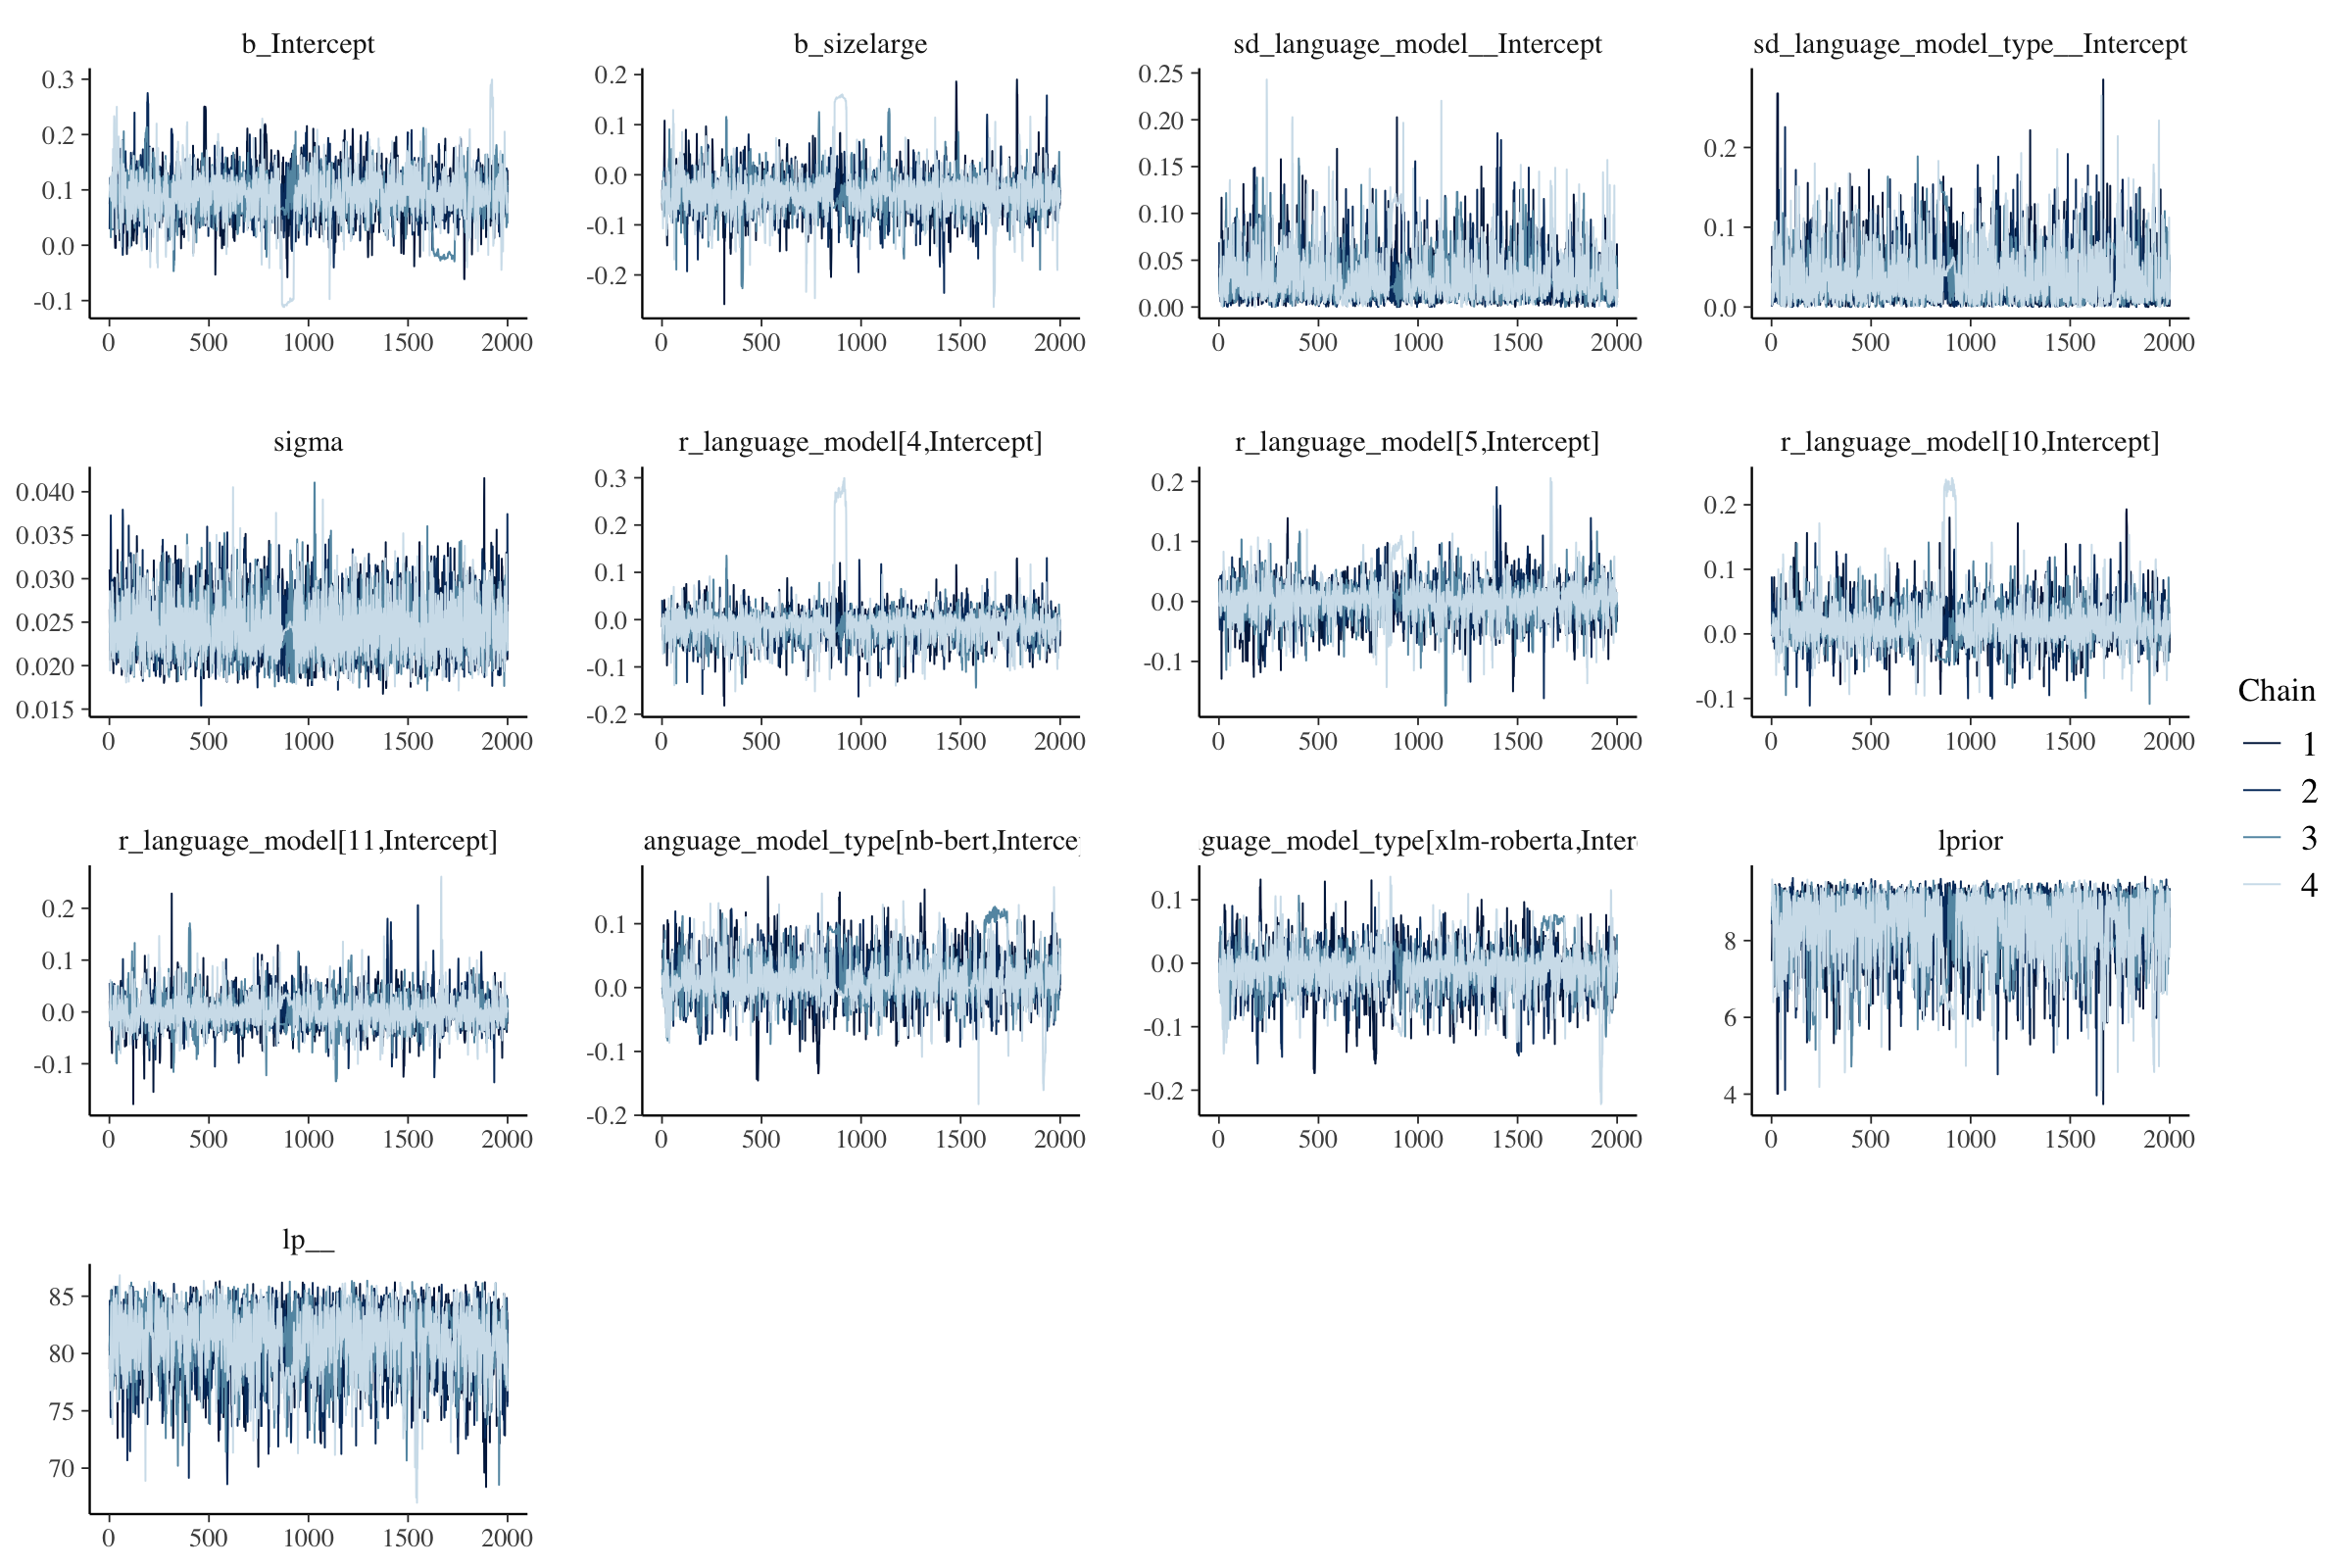 b_Intercept
b_sizelarge
sd_language_model__Intercept
sd_language_model_type__Intercept
0.3
0.2
0.1
0.0
-0.1
0 500 1000 1500 2000
0.2
0.1
0.0
-0.1
-0.2
0 500 1000 1500 2000
0.25
0.20
0.15
0.10
0.05
0.00
0 500 1000 1500 2000
0.2
0.1
0.0
0 500 1000 1500 2000
sigma
r_language_model[4,Intercept]
r_language_model[5,Intercept]
r_language_model[10,Intercept]
0.040
0.035
0.030
0.025
0.020
0.015
0 500 1000 1500 2000
0.3
0.2
0.1
0.0
-0.1
-0.2
0 500 1000 1500 2000
0.2
0.1
0.0
-0.1
0 500 1000 1500 2000
0.2
0.1
0.0
-0.1
0 500 1000 1500 2000
Chain
1
2
3
4
r_language_model[11,Intercept]
anguage_model_type[nb-bert,Intercep
guage_model_type[xlm-roberta,Inter
lprior
0.2
0.1
0.0
-0.1
0 500 1000 1500 2000
0.1
0.0
-0.1
-0.2
0 500 1000 1500 2000
0.1
0.0
-0.1
-0.2
0 500 1000 1500 2000
8
6
4
0 500 1000 1500 2000
lp__
85
80
75
70
0 500 1000 1500 2000